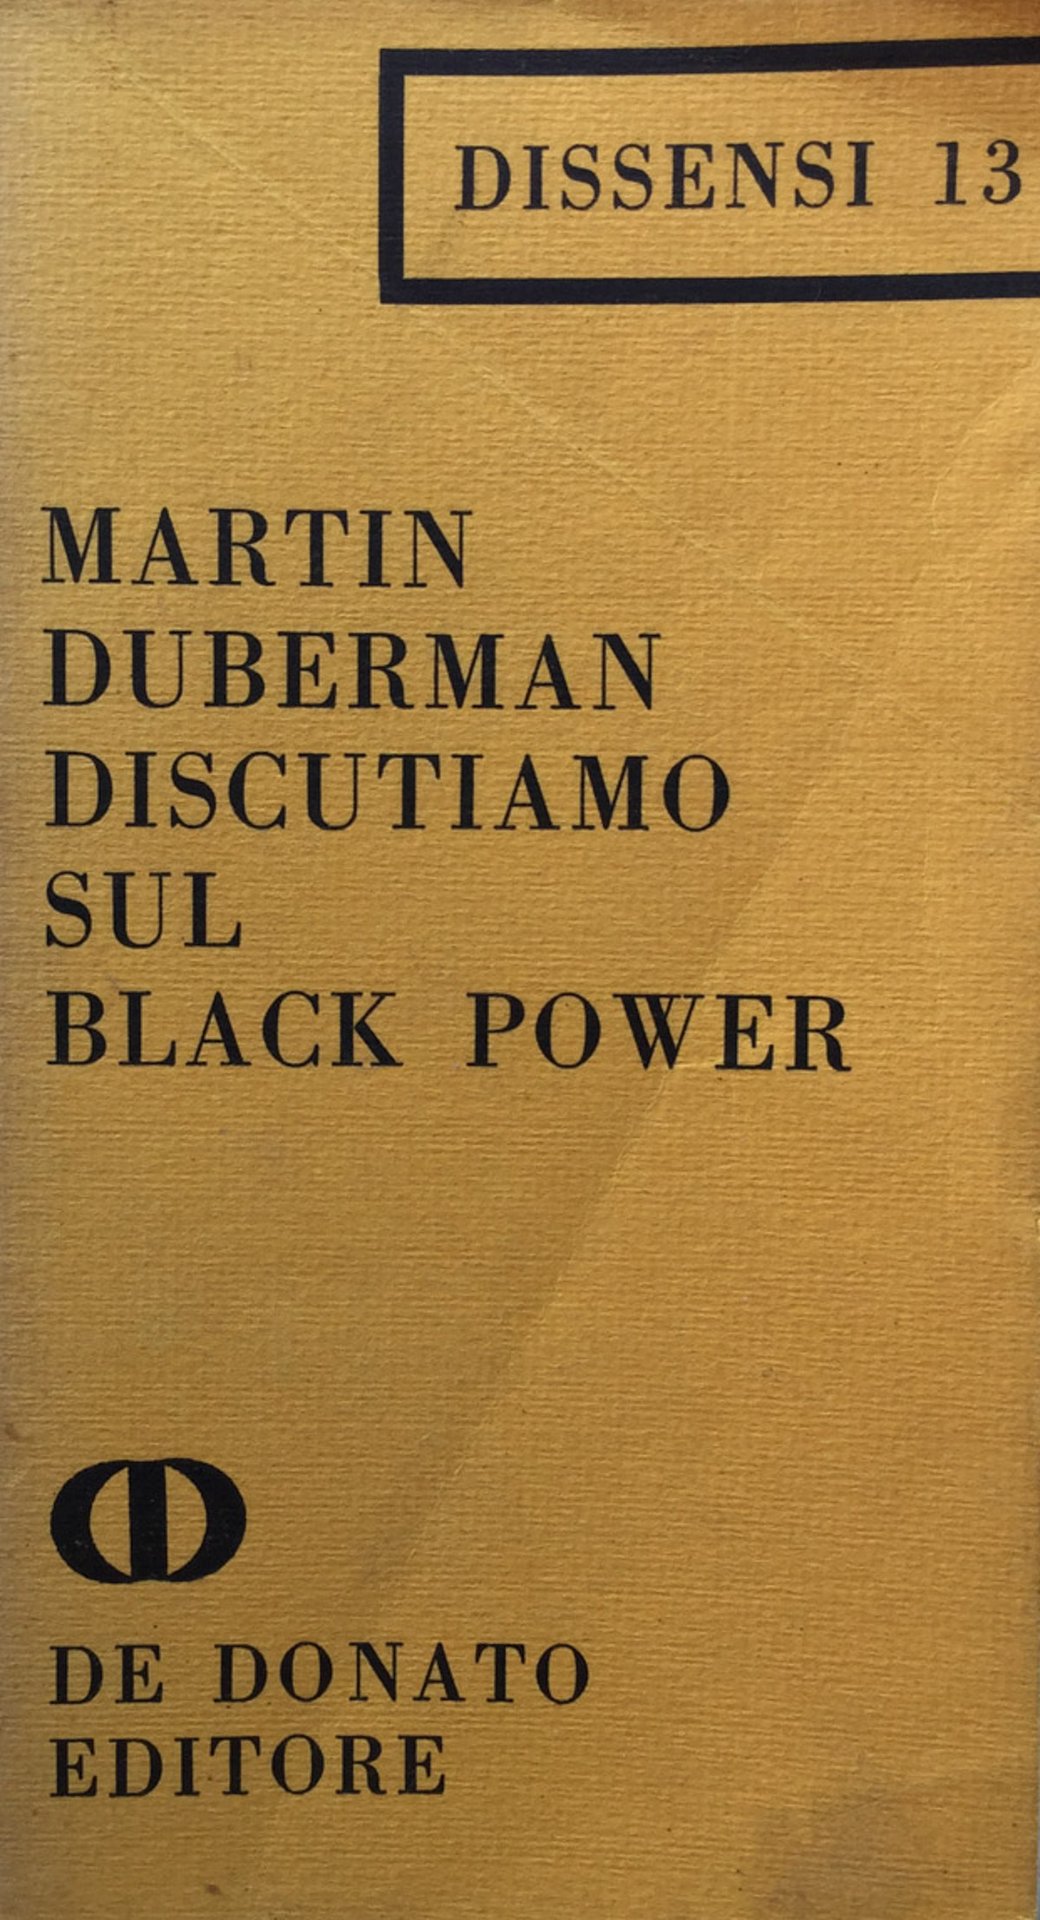 DISSENSI 13
MARTIN
DUBERMAN
DISCUTIAMO
SUL
BLACK POWER
DE DONATO
EDITORE